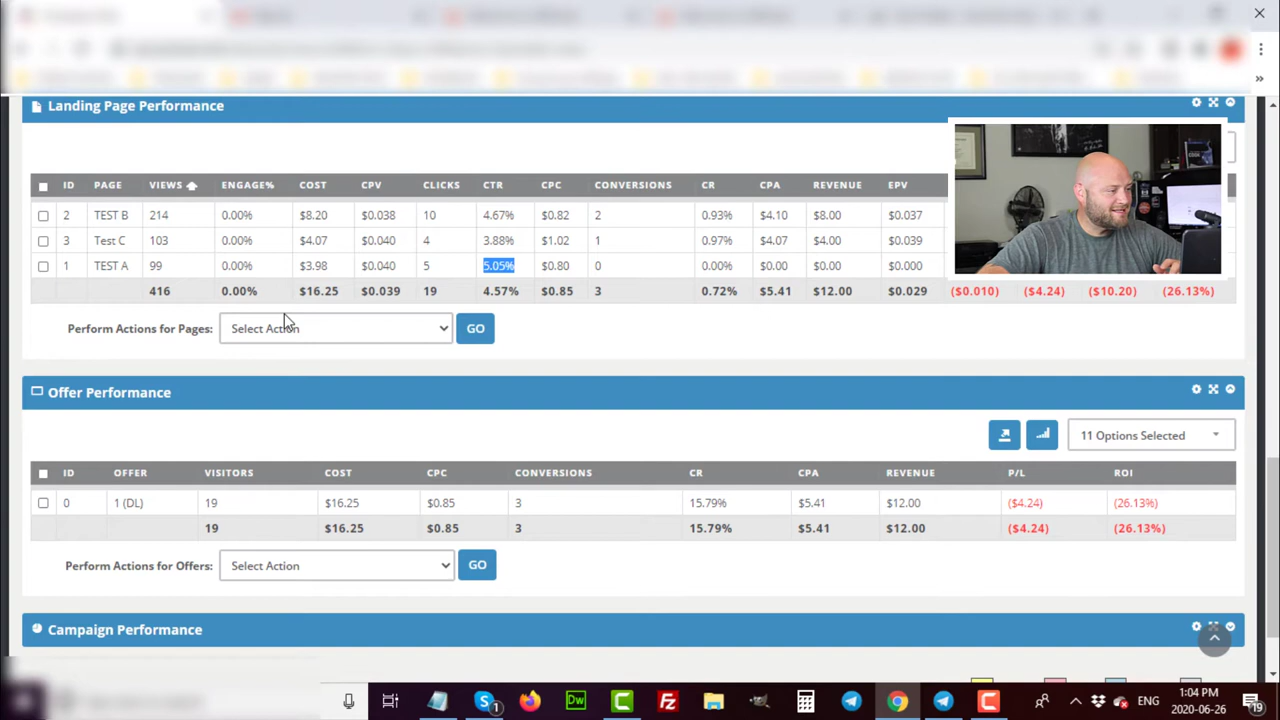 Landing Page Performance
ID PAGE VIEWS ENGAGE% COST CPV CLICKS CTR CPC CONVERSIONS CR CPA REVENUE EPV
2 TEST B 214 0.00% $8.20 $0.038 10 4.67% $0.82 2 0.93% $4.10 $8.00 $0.037
3 Test C 103 0.00% $4.07 $0.040 4 3.88% $1.02 1 0.97% $4.07 $4.00 $0.039
1 TEST A 99 0.00% $3.98 $0.040 5 5.05% $0.80 0 0.00% $0.00 $0.00 $0.000
416 0.00% $16.25 $0.039 19 4.57% $0.85 3 0.72% $5.41 $12.00 $0.029 ($0.010) ($4.24) ($10.20) (26.13%)
Perform Actions for Pages: Select Action GO
Offer Performance
11 Options Selected
ID OFFER VISITORS COST CPC CONVERSIONS CR CPA REVENUE P/L ROI
0 1 (DL) 19 $16.25 $0.85 3 15.79% $5.41 $12.00 ($4.24) (26.13%)
19 $16.25 $0.85 3 15.79% $5.41 $12.00 ($4.24) (26.13%)
Perform Actions for Offers: Select Action GO
Campaign Performance
1 Dw Fz ENG 1:04 PM
2020-06-26 19